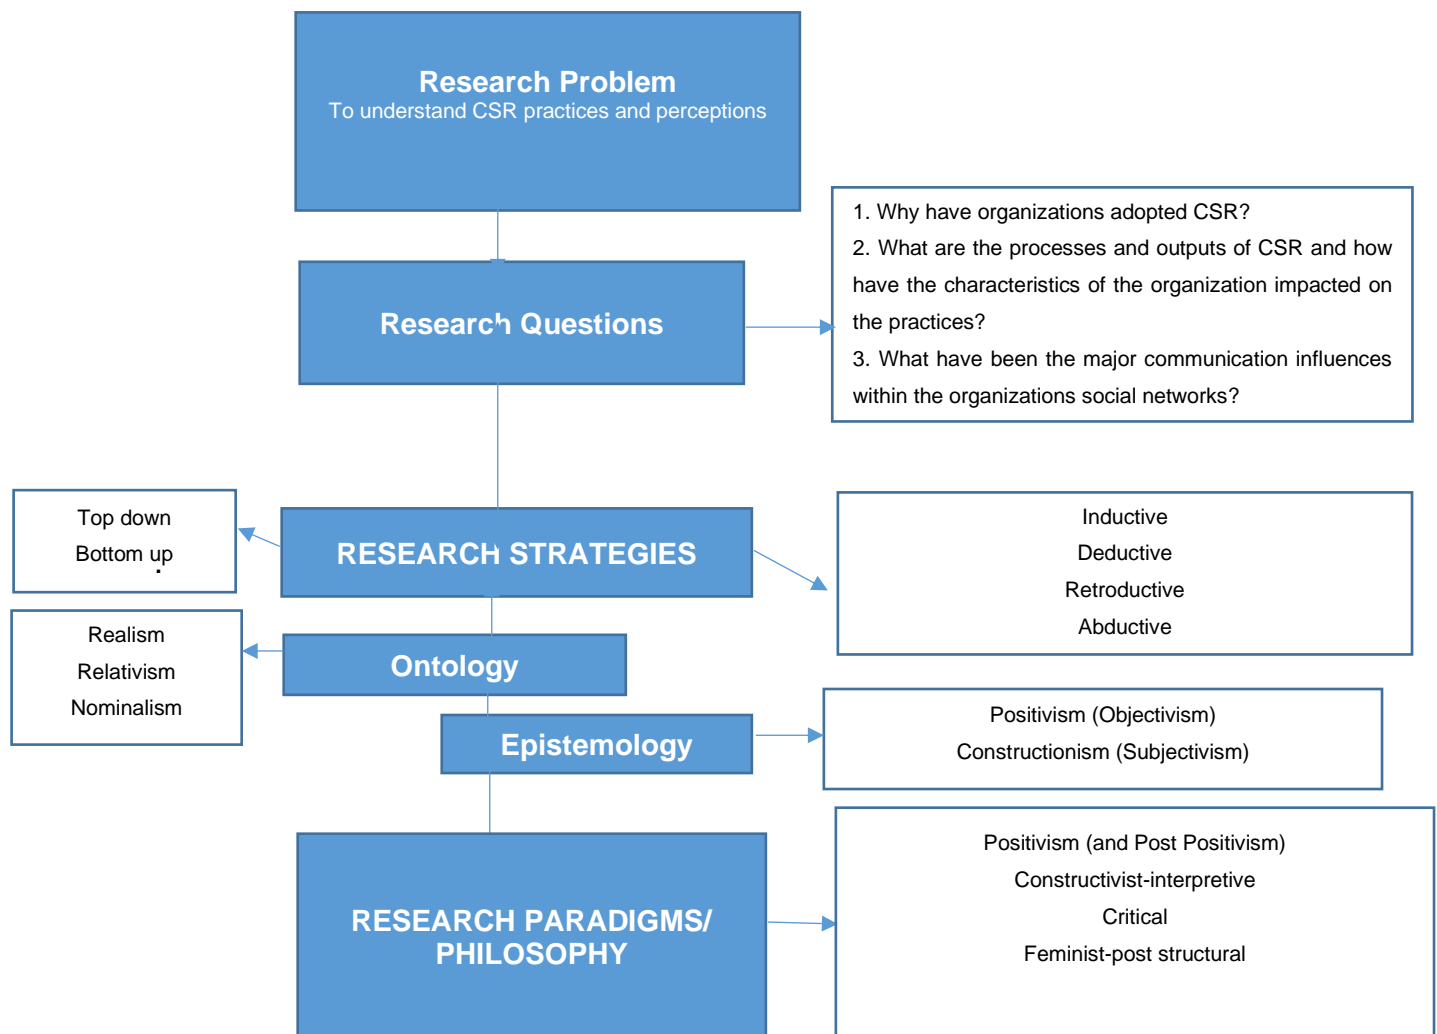 Research Problem
To understand CSR practices and perceptions
1. Why have organizations adopted CSR?
2. What are the processes and outputs of CSR and how
have the characteristics of the organization impacted on
the practices?
3. What have been the major communication influences
within the organizations social networks?
Research Questions
Top down
Bottom up
.
RESEARCH STRATEGIES
Inductive
Deductive
Retroductive
Abductive
Realism
Relativism
Nominalism
Ontology
Epistemology
Positivism (Objectivism)
Constructionism (Subjectivism)
RESEARCH PARADIGMS/
PHILOSOPHY
Positivism (and Post Positivism)
Constructivist-interpretive
Critical
Feminist-post structural